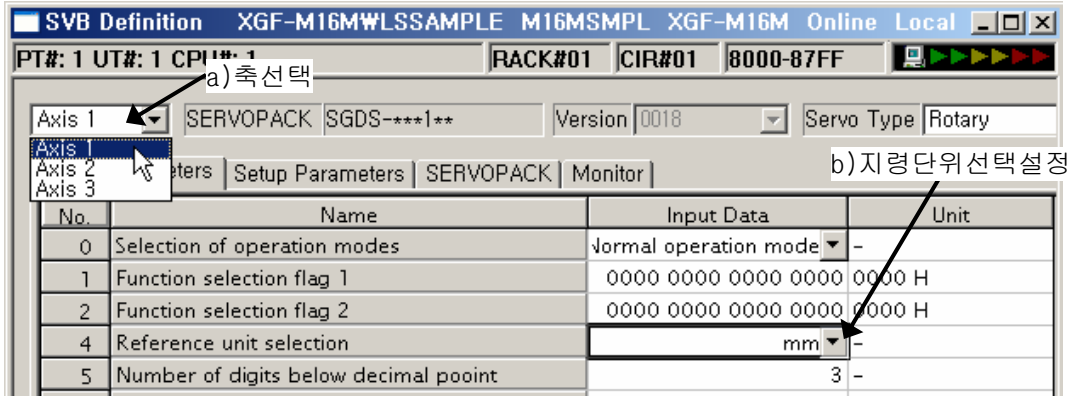 SVB Definition XGF-M16M₩LSSAMPLE M16MSMPL XGF-M16M Online Local
PT#: 1 UT#: 1 CPU#: 1 RACK#01 CIR#01 8000-87FF
a)축선택
Axis 1 SERVOPACK SGDS-***1** Version 0018 Servo Type Rotary
Axis 1
Axis 2
Axis 3
eters Setup Parameters SERVOPACK Monitor
b)지령단위선택설정
No. Name Input Data Unit
0 Selection of operation modes Normal operation mode -
1 Function selection flag 1 0000 0000 0000 0000 0000 H
2 Function selection flag 2 0000 0000 0000 0000 0000 H
4 Reference unit selection mm -
5 Number of digits below decimal pooint 3 -